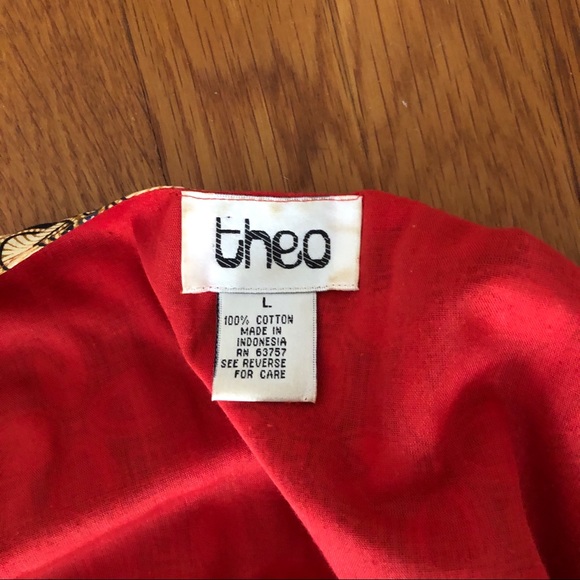 theo
L
100% COTTON
MADE IN
INDONESIA
RN 63757
SEE REVERSE
FOR CARE